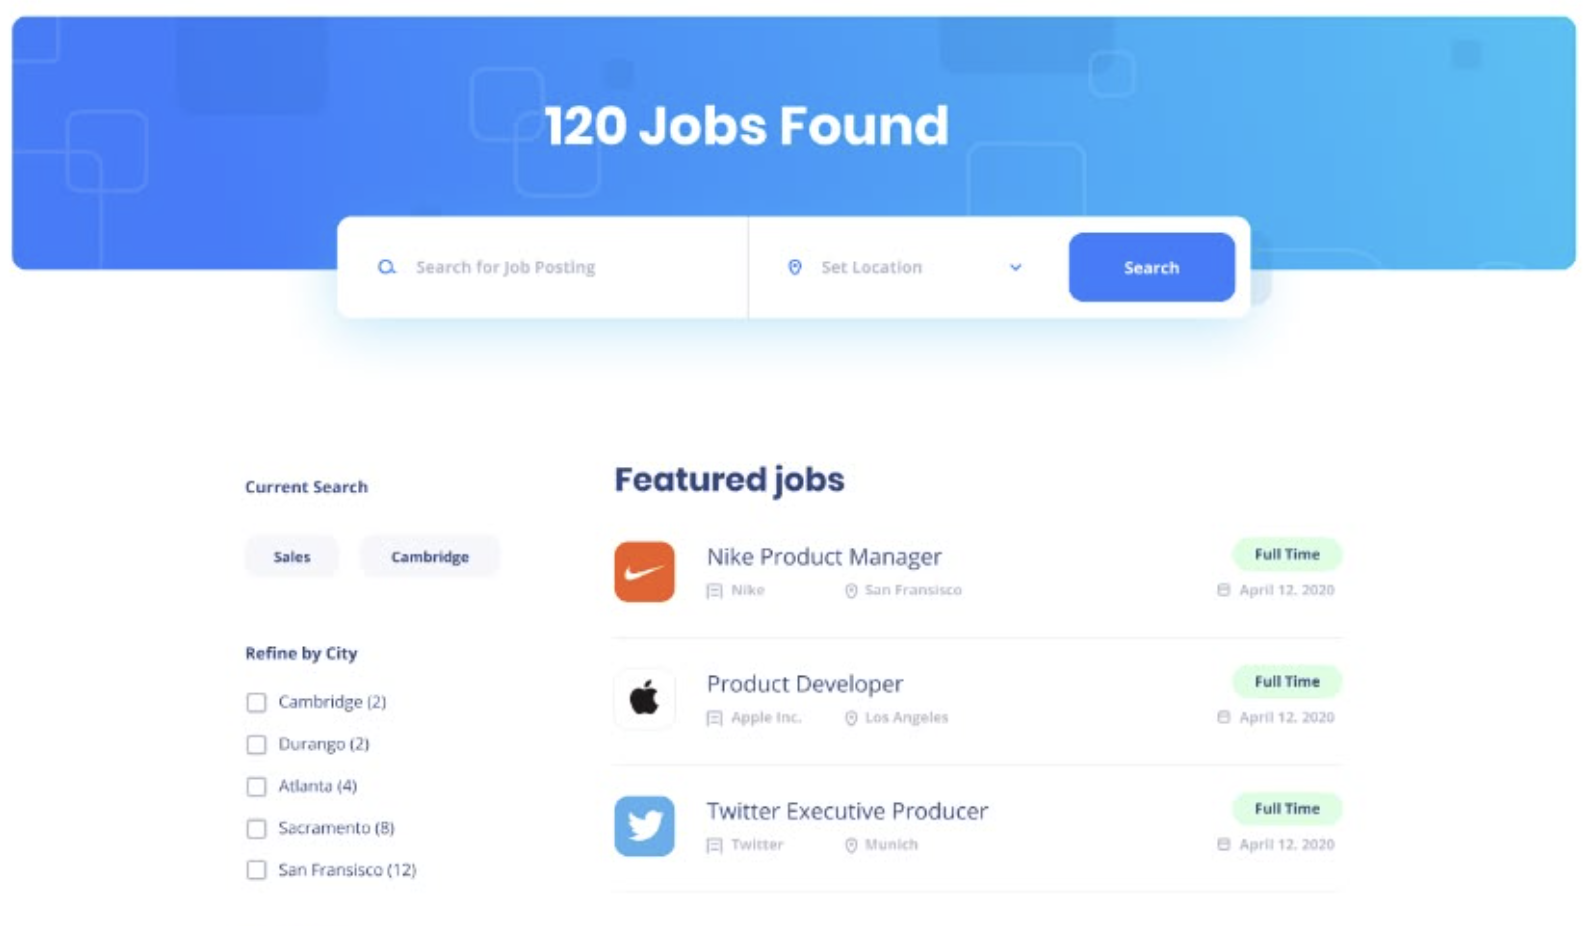 120 Jobs Found
Search for Job Posting
Set Location
Search
Current Search
Sales
Cambridge
Refine by City
Cambridge (2)
Durango (2)
Atlanta (4)
Sacramento (8)
San Fransisco (12)
Featured jobs
Nike Product Manager
Full Time
Nike
San Fransisco
April 12. 2020
Product Developer
Full Time
Apple Inc.
Los Angeles
April 12. 2020
Twitter Executive Producer
Full Time
Twitter
Munich
April 12. 2020